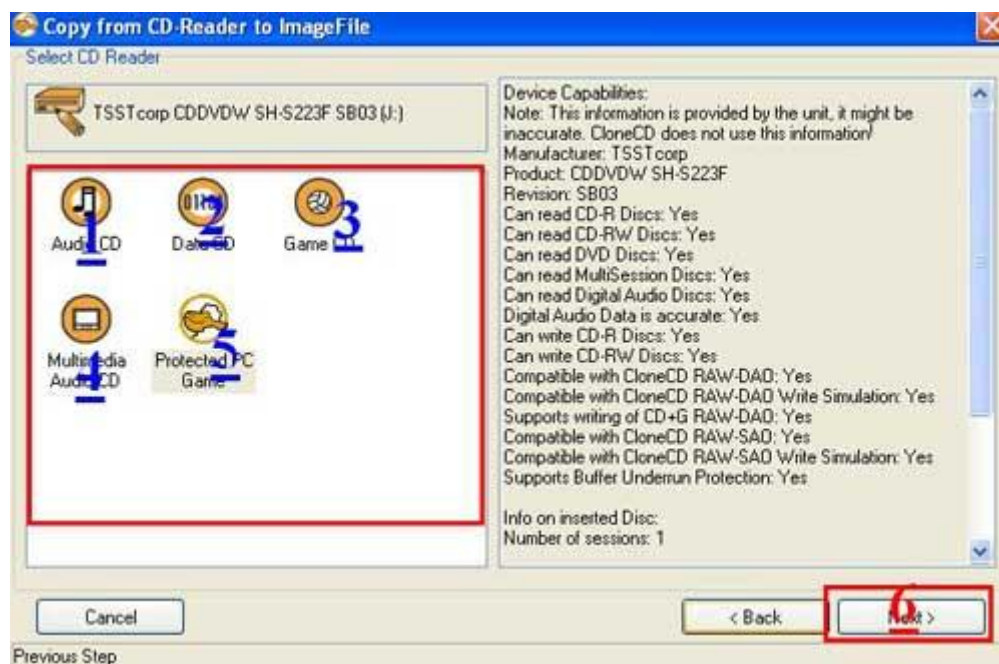 Copy from CD-Reader to ImageFile
Select CD Reader
TSSTcorp CDDVDW SH-S223F SB03 (J:)
1
Audio CD
2
Data CD
3
Game
4
Multimedia
Audio CD
5
Protected PC
Game
Device Capabilities:
Note: This information is provided by the unit, it might be
inaccurate. CloneCD does not use this information!
Manufacturer: TSSTcorp
Product: CDDVDW SH-S223F
Revision: SB03
Can read CD-R Discs: Yes
Can read CD-RW Discs: Yes
Can read DVD Discs: Yes
Can read MultiSession Discs: Yes
Can read Digital Audio Discs: Yes
Digital Audio Data is accurate: Yes
Can write CD-R Discs: Yes
Can write CD-RW Discs: Yes
Compatible with CloneCD RAW-DAO: Yes
Compatible with CloneCD RAW-DAO Write Simulation: Yes
Supports writing of CD+G RAW-DAO: Yes
Compatible with CloneCD RAW-SAO: Yes
Compatible with CloneCD RAW-SAO Write Simulation: Yes
Supports Buffer Underrun Protection: Yes
Info on inserted Disc:
Number of sessions: 1
Cancel
< Back
6
Next >
Previous Step